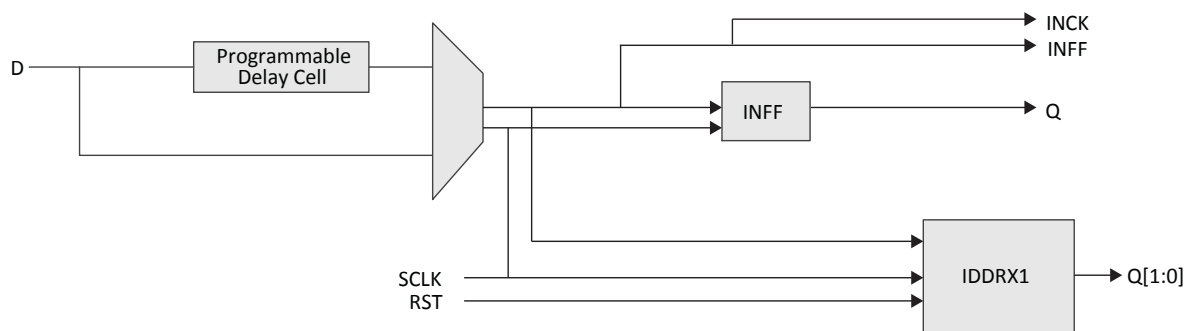 INCK
INFF
D
Programmable
Delay Cell
INFF
Q
SCLK
RST
IDDRX1
Q[1:0]